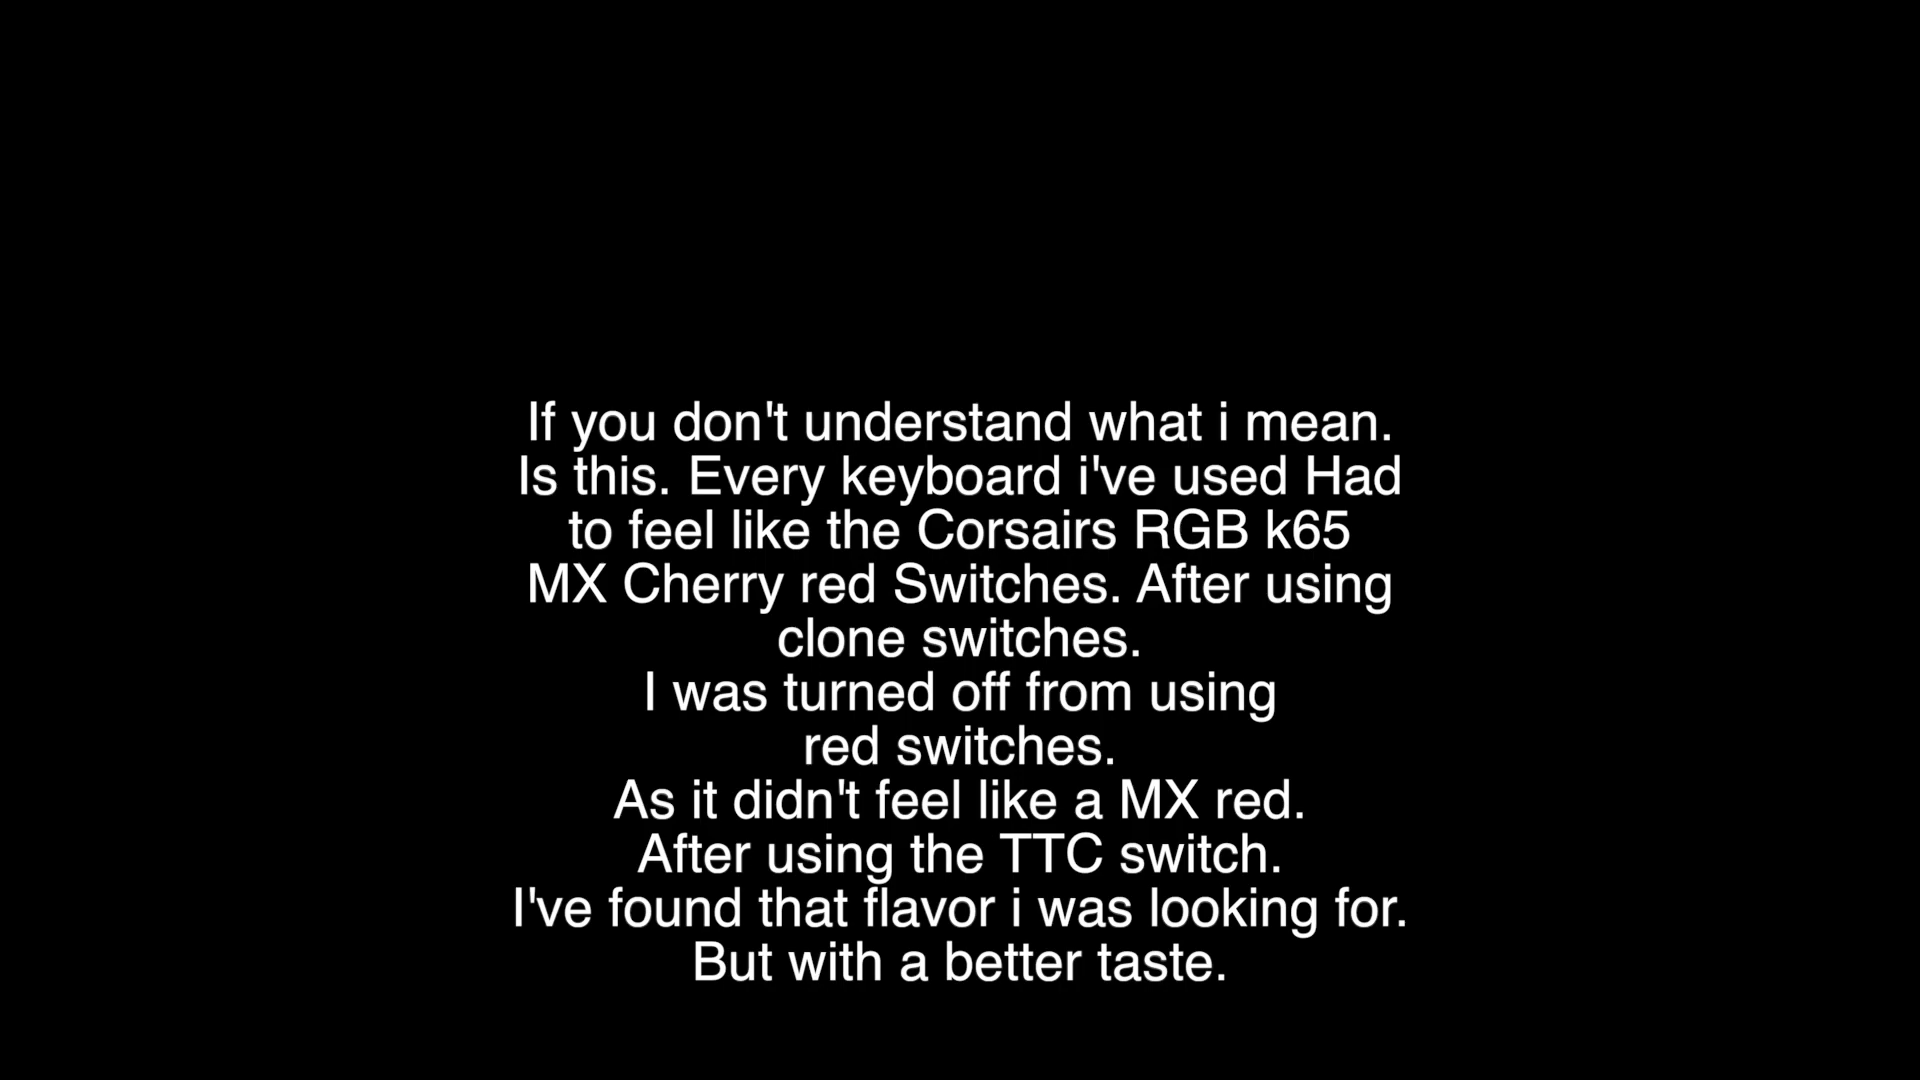 If you don't understand what i mean.
Is this. Every keyboard i've used Had
to feel like the Corsairs RGB k65
MX Cherry red Switches. After using
clone switches.
I was turned off from using
red switches.
As it didn't feel like a MX red.
After using the TTC switch.
I've found that flavor i was looking for.
But with a better taste.